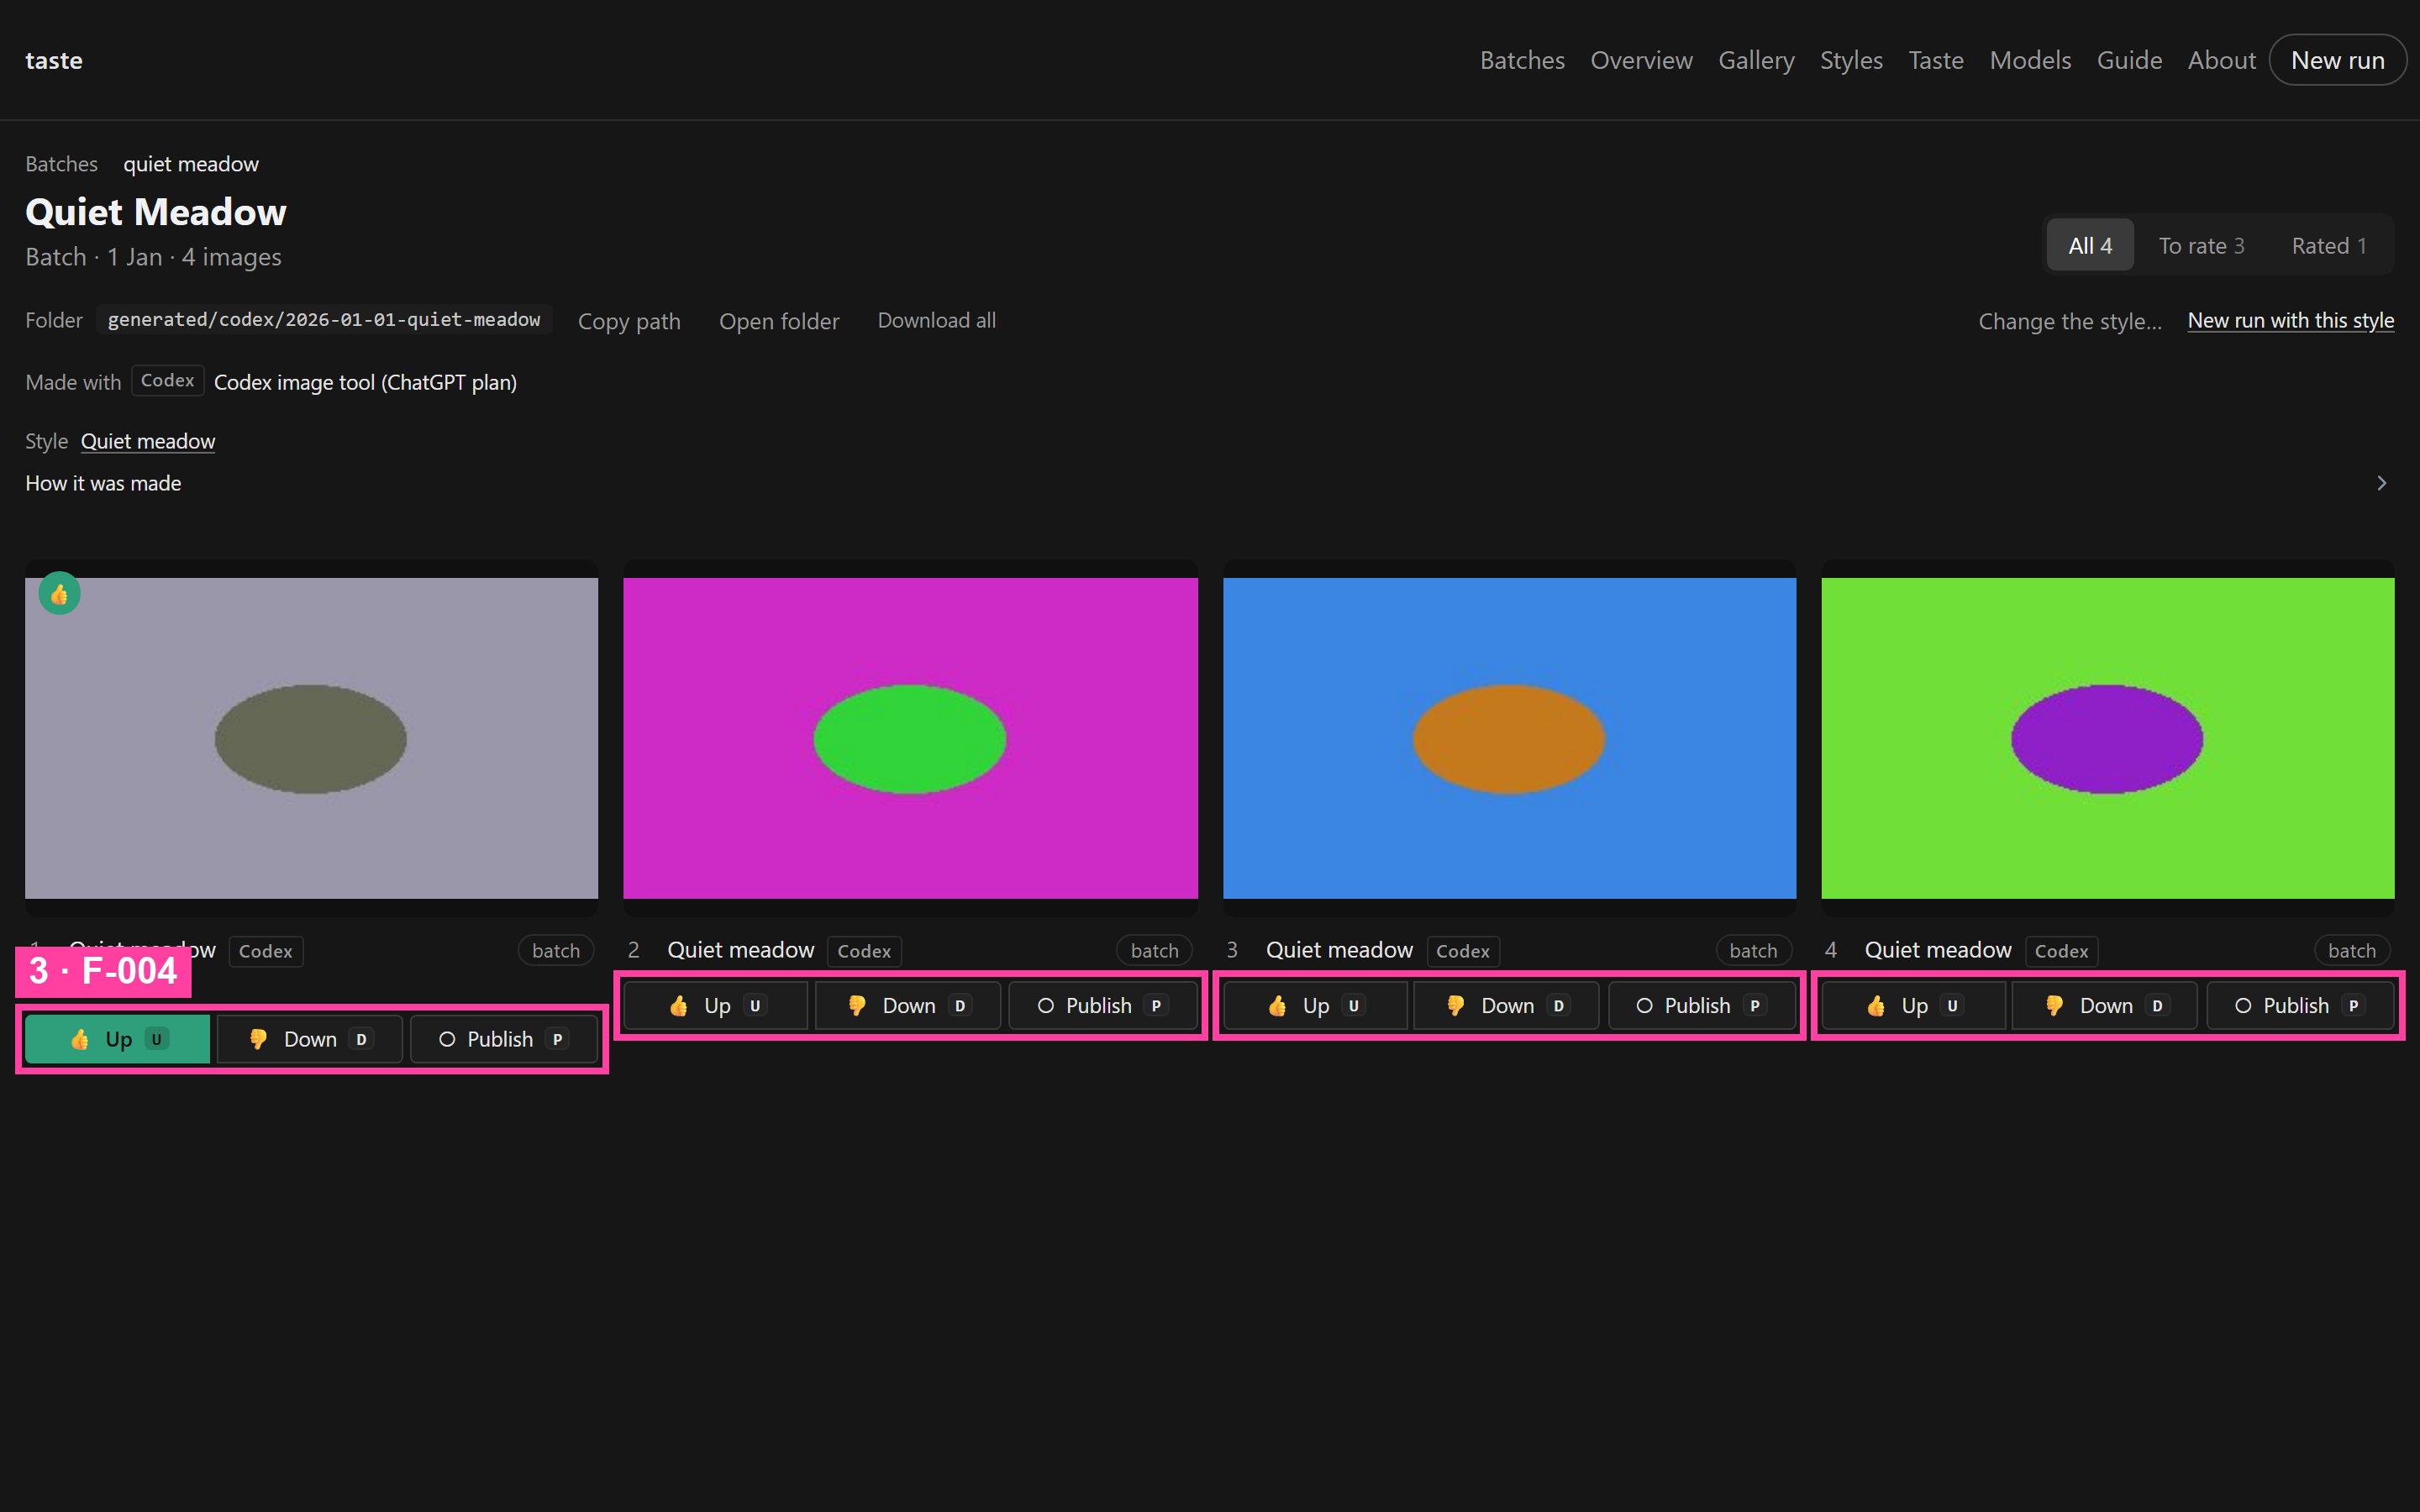 taste
Batches Overview Gallery Styles Taste Models Guide About New run
Batches quiet meadow
Quiet Meadow
Batch · 1 Jan · 4 images
All 4 To rate 3 Rated 1
Folder generated/codex/2026-01-01-quiet-meadow Copy path Open folder Download all Change the style... New run with this style
Made with Codex Codex image tool (ChatGPT plan)
Style Quiet meadow
How it was made
1 Quiet meadow Codex batch
2 Quiet meadow Codex batch
3 Quiet meadow Codex batch
4 Quiet meadow Codex batch
3 · F-004
Up U Down D Publish P
Up U Down D Publish P
Up U Down D Publish P
Up U Down D Publish P